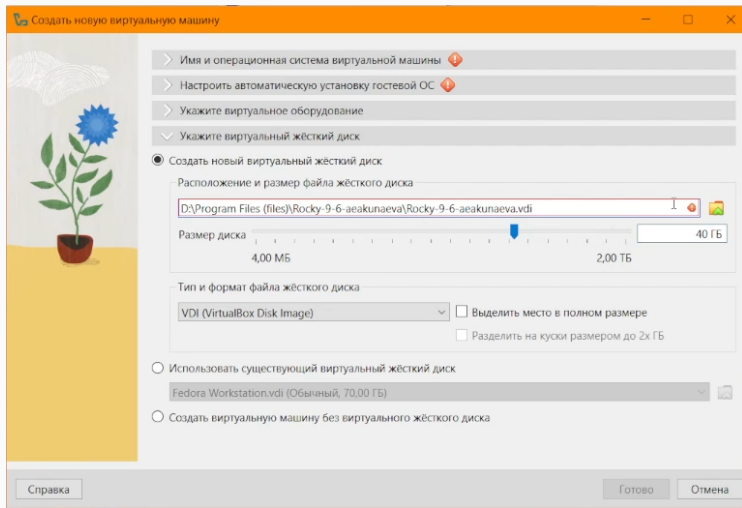 Создать новую виртуальную машину
Имя и операционная система виртуальной машины
Настроить автоматическую установку гостевой ОС
Укажите виртуальное оборудование
Укажите виртуальный жёсткий диск
Создать новый виртуальный жёсткий диск
Расположение и размер файла жёсткого диска
D:\Program Files (files)\Rocky-9-6-aeakunaeva\Rocky-9-6-aeakunaeva.vdi
Размер диска
40 ГБ
4,00 МБ 2,00 ТБ
Тип и формат файла жёсткого диска
VDI (VirtualBox Disk Image) Выделить место в полном размере
Разделить на куски размером до 2х ГБ
Использовать существующий виртуальный жёсткий диск
Fedora Workstation.vdi (Обычный, 70,00 ГБ)
Создать виртуальную машину без виртуального жёсткого диска
Справка Готово Отмена